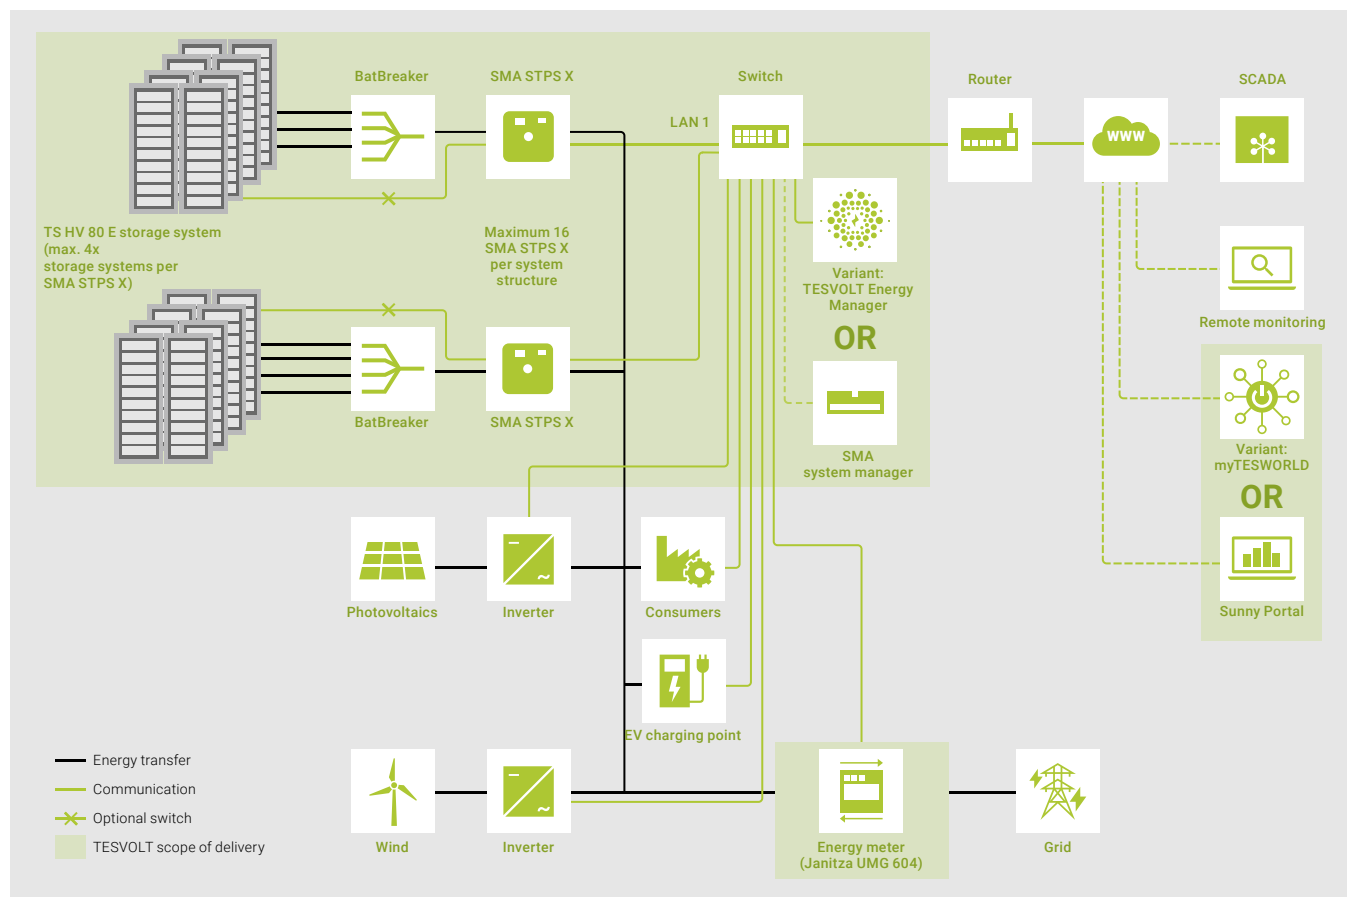 BatBreaker
SMA STPS X
Switch
Router
SCADA
LAN 1
WWW
TS HV 80 E storage system
(max. 4x
storage systems per
SMA STPS X)
Maximum 16
SMA STPS X
per system
structure
Variant:
TESVOLT Energy
Manager
OR
Remote monitoring
BatBreaker
SMA STPS X
SMA
system manager
Variant:
myTESWORLD
OR
Sunny Portal
Photovoltaics
Inverter
Consumers
EV charging point
Energy transfer
Communication
Optional switch
TESVOLT scope of delivery
Wind
Inverter
Energy meter
(Janitza UMG 604)
Grid